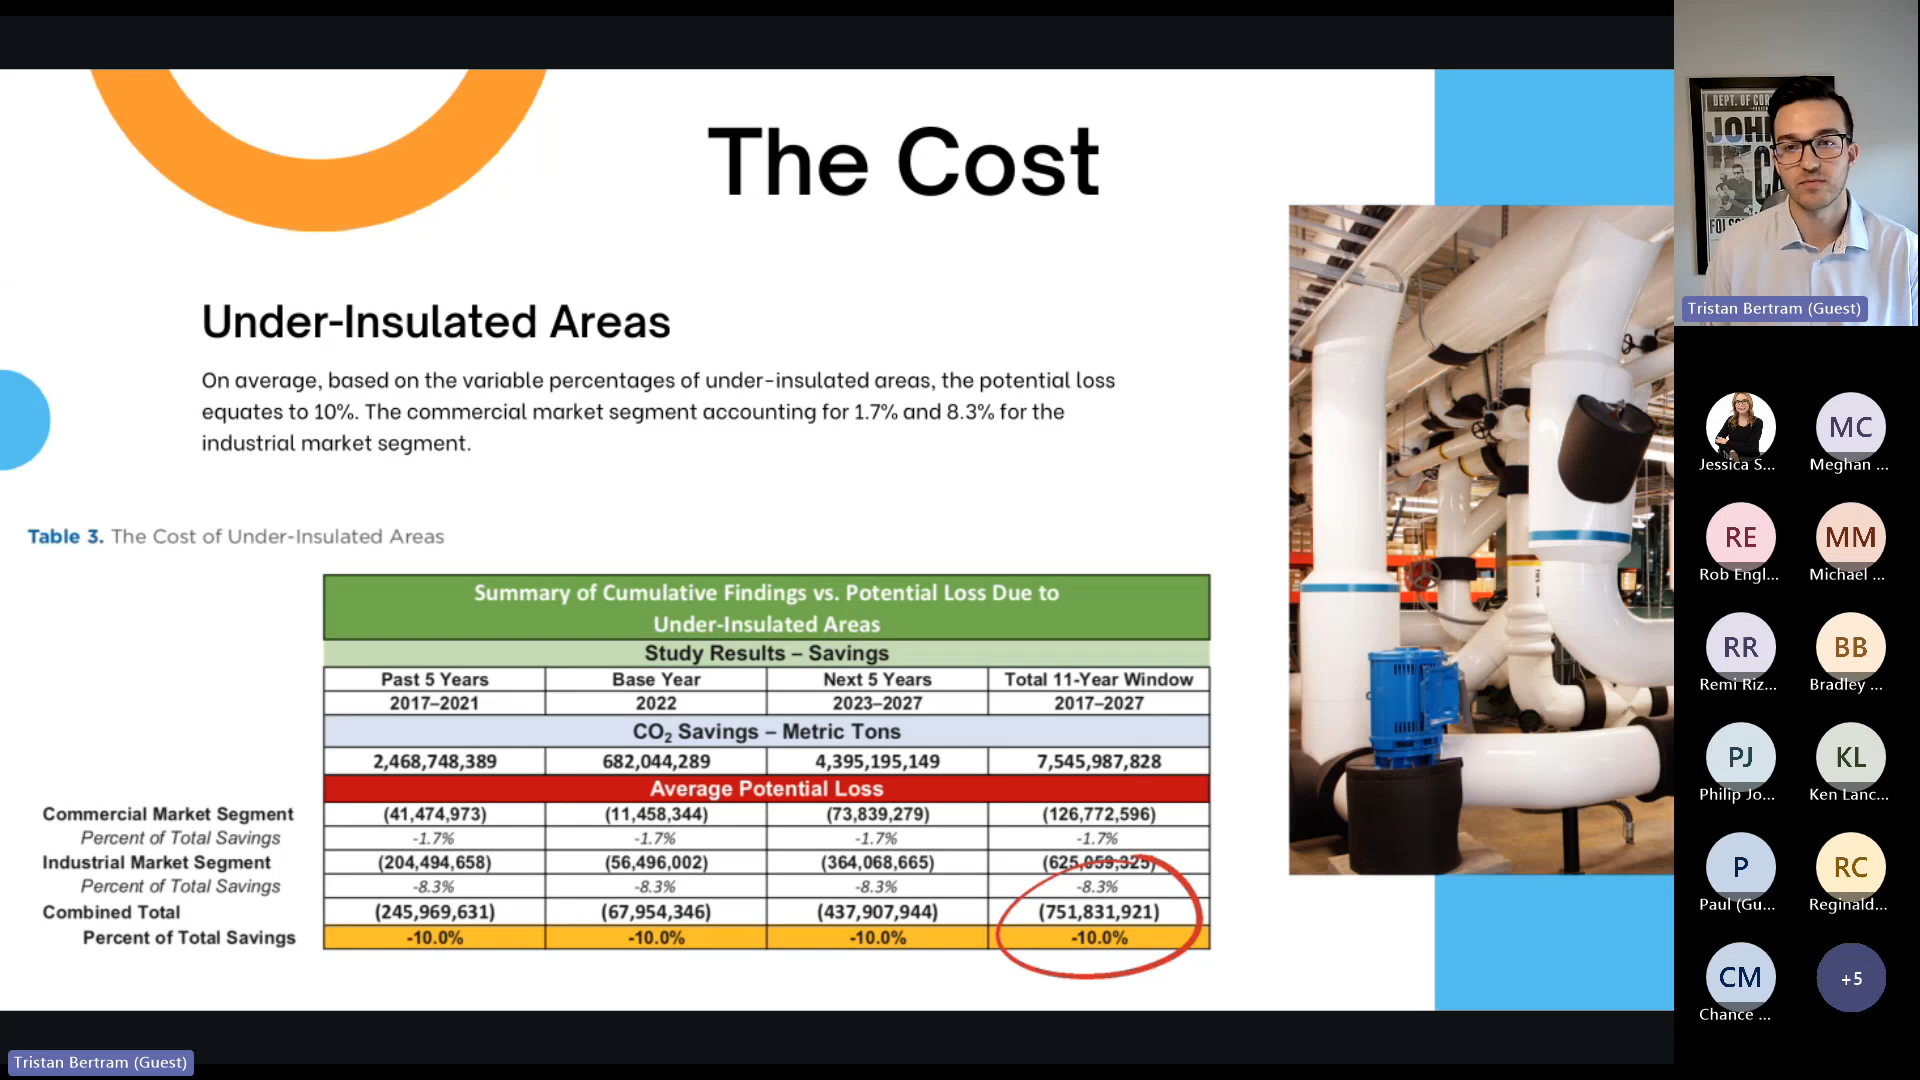 The Cost
Under-Insulated Areas
On average, based on the variable percentages of under-insulated areas, the potential loss
equates to 10%. The commercial market segment accounting for 1.7% and 8.3% for the
industrial market segment.
Table 3. The Cost of Under-Insulated Areas
Summary of Cumulative Findings vs. Potential Loss Due to
Under-Insulated Areas
Study Results – Savings
Past 5 Years Base Year Next 5 Years Total 11-Year Window
2017–2021 2022 2023–2027 2017–2027
CO₂ Savings – Metric Tons
2,468,748,389 682,044,289 4,395,195,149 7,545,987,828
Average Potential Loss
Commercial Market Segment (41,474,973) (11,458,344) (73,839,279) (126,772,596)
Percent of Total Savings -1.7% -1.7% -1.7% -1.7%
Industrial Market Segment (204,494,658) (56,496,002) (364,068,665) (625,059,325)
Percent of Total Savings -8.3% -8.3% -8.3% -8.3%
Combined Total (245,969,631) (67,954,346) (437,907,944) (751,831,921)
Percent of Total Savings -10.0% -10.0% -10.0% -10.0%
DEPT. OF COR
JOH
C
FOLS
Tristan Bertram (Guest)
Jessica S...
MC
Meghan ...
RE
Rob Engl...
MM
Michael ...
RR
Remi Riz...
BB
Bradley ...
PJ
Philip Jo...
KL
Ken Lanc...
P
Paul (Gu...
RC
Reginald...
CM
Chance ...
+5
Tristan Bertram (Guest)